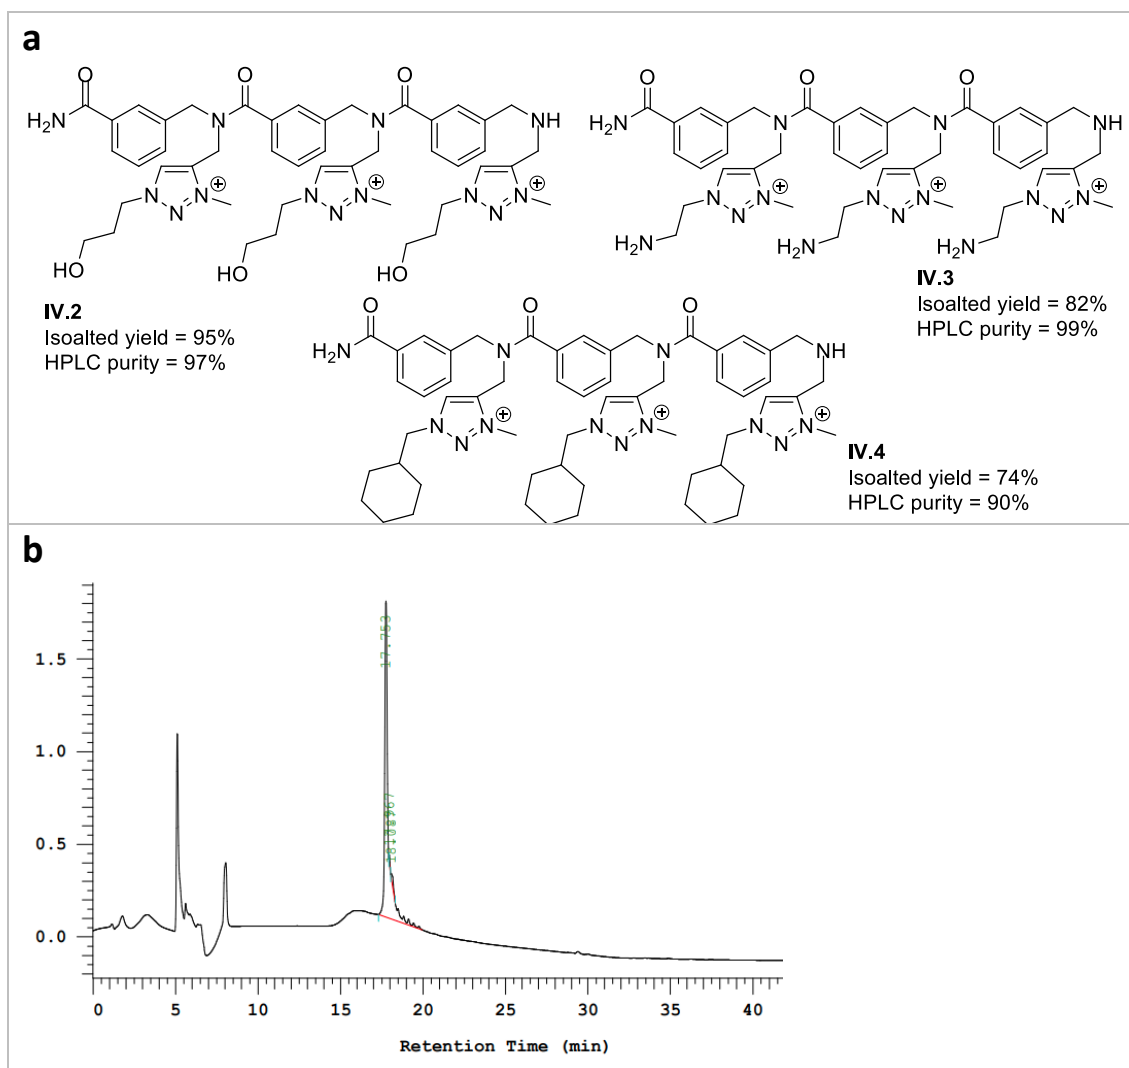 a
O O O
H₂N N N NH
N N ⊕ N N N ⊕ N N N ⊕ N
HO HO HO
IV.2
Isoalted yield = 95%
HPLC purity = 97%
O O O
H₂N N N NH
N N ⊕ N N N ⊕ N N N ⊕ N
H₂N H₂N H₂N
IV.3
Isoalted yield = 82%
HPLC purity = 99%
O O O
H₂N N N NH
N N ⊕ N N N ⊕ N N N ⊕ N
IV.4
Isoalted yield = 74%
HPLC purity = 90%
b
17.753
1.5
1.0
0.5
0.0
0 5 10 15 20 25 30 35 40
Retention Time (min)